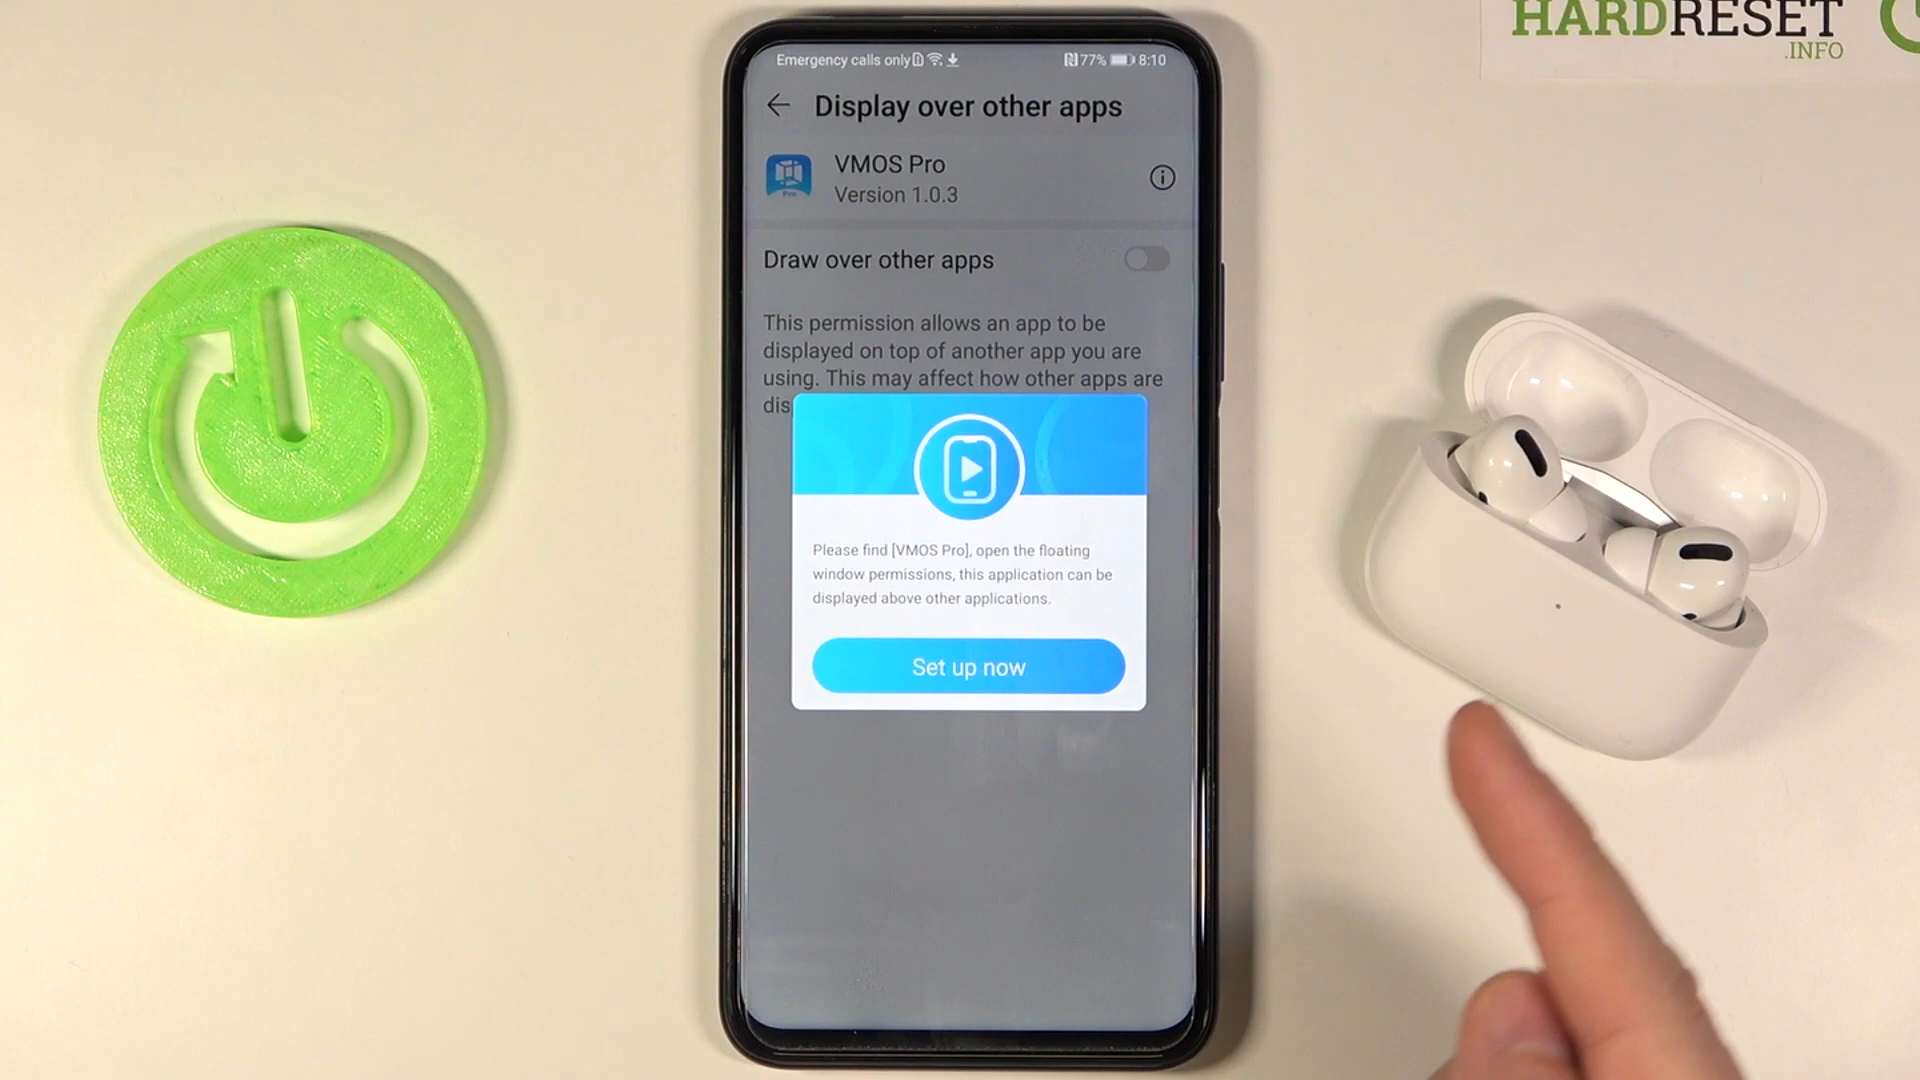 HARDRESET
.INFO
Emergency calls only 77% 8:10
Display over other apps
VMOS Pro
Pro
Version 1.0.3
Draw over other apps
This permission allows an app to be
displayed on top of another app you are
using. This may affect how other apps are
dis
Please find [VMOS Pro], open the floating
window permissions, this application can be
displayed above other applications.
Set up now